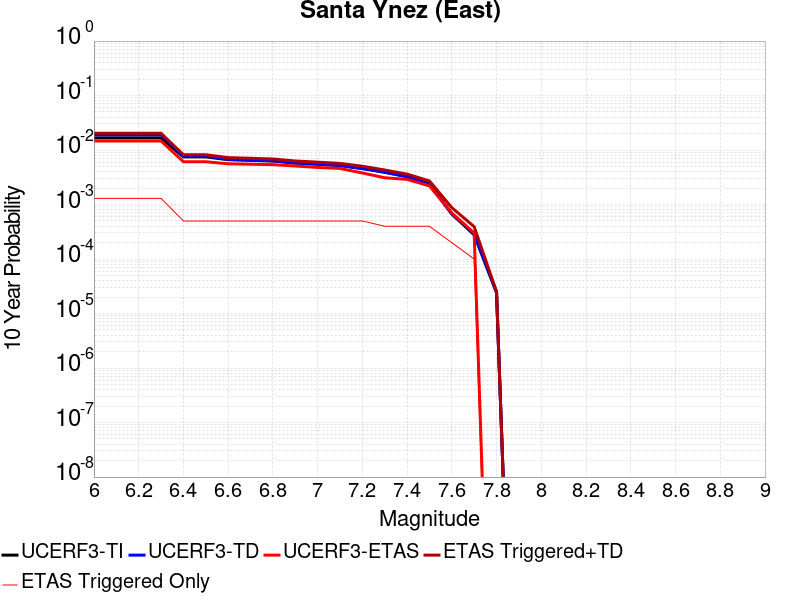 Santa Ynez (East)
10^0
10^-1
10^-2
10^-3
10^-4
10^-5
10^-6
10^-7
10^-8
10 Year Probability
6 6.2 6.4 6.6 6.8 7 7.2 7.4 7.6 7.8 8 8.2 8.4 8.6 8.8 9
Magnitude
UCERF3-TI UCERF3-TD UCERF3-ETAS ETAS Triggered+TD
ETAS Triggered Only